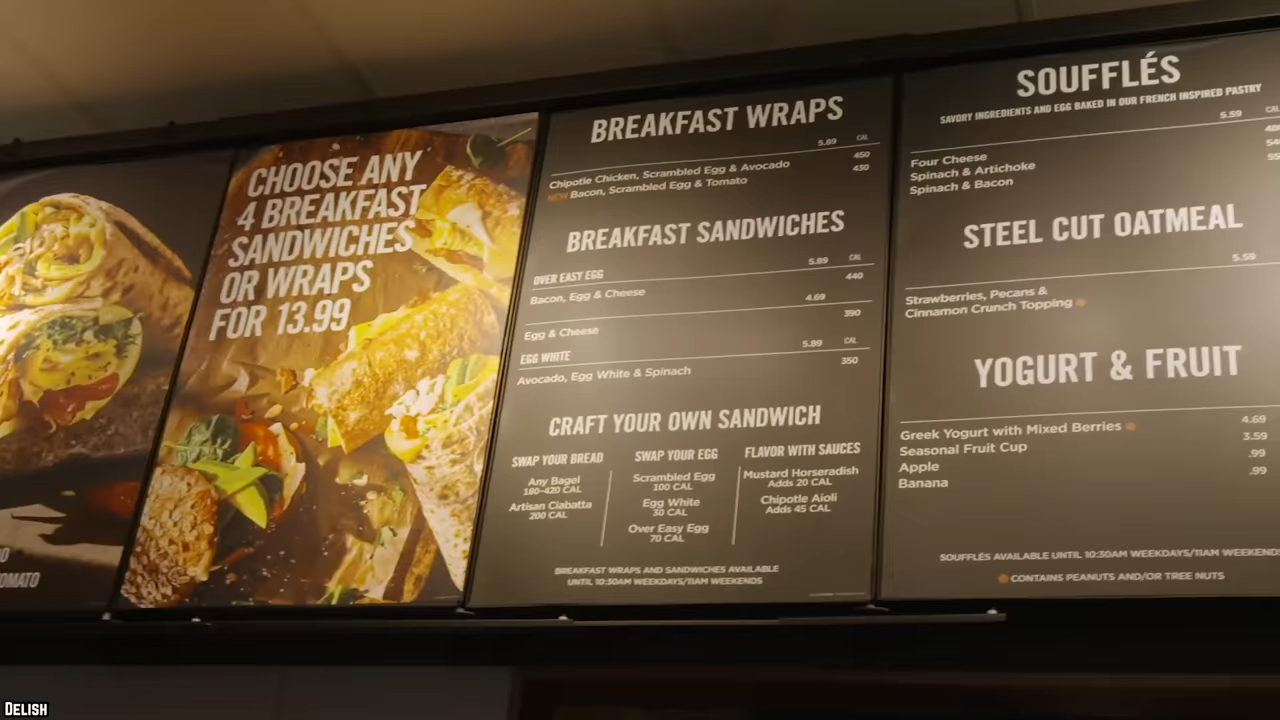 O
OMATO
CHOOSE ANY
4 BREAKFAST
SANDWICHES
OR WRAPS
FOR 13.99
BREAKFAST WRAPS
5.89 CAL
Chipotle Chicken, Scrambled Egg & Avocado 450
NEW Bacon, Scrambled Egg & Tomato 430
BREAKFAST SANDWICHES
OVER EASY EGG 5.89 CAL
Bacon, Egg & Cheese 440
4.69
Egg & Cheese 390
EGG WHITE 5.89 CAL
Avocado, Egg White & Spinach 350
CRAFT YOUR OWN SANDWICH
SWAP YOUR BREAD
Any Bagel
180–420 CAL
Artisan Ciabatta
200 CAL
SWAP YOUR EGG
Scrambled Egg
100 CAL
Egg White
30 CAL
Over Easy Egg
70 CAL
FLAVOR WITH SAUCES
Mustard Horseradish
Adds 20 CAL
Chipotle Aioli
Adds 45 CAL
BREAKFAST WRAPS AND SANDWICHES AVAILABLE
UNTIL 10:30AM WEEKDAYS/11AM WEEKENDS
SOUFFLÉS
SAVORY INGREDIENTS AND EGG BAKED IN OUR FRENCH INSPIRED PASTRY
5.59
Four Cheese
Spinach & Artichoke
Spinach & Bacon
STEEL CUT OATMEAL
5.59
Strawberries, Pecans &
Cinnamon Crunch Topping
YOGURT & FRUIT
Greek Yogurt with Mixed Berries 4.69
Seasonal Fruit Cup 3.59
Apple .99
Banana .99
SOUFFLÉS AVAILABLE UNTIL 10:30AM WEEKDAYS/11AM WEEKENDS
CONTAINS PEANUTS AND/OR TREE NUTS
DELISH